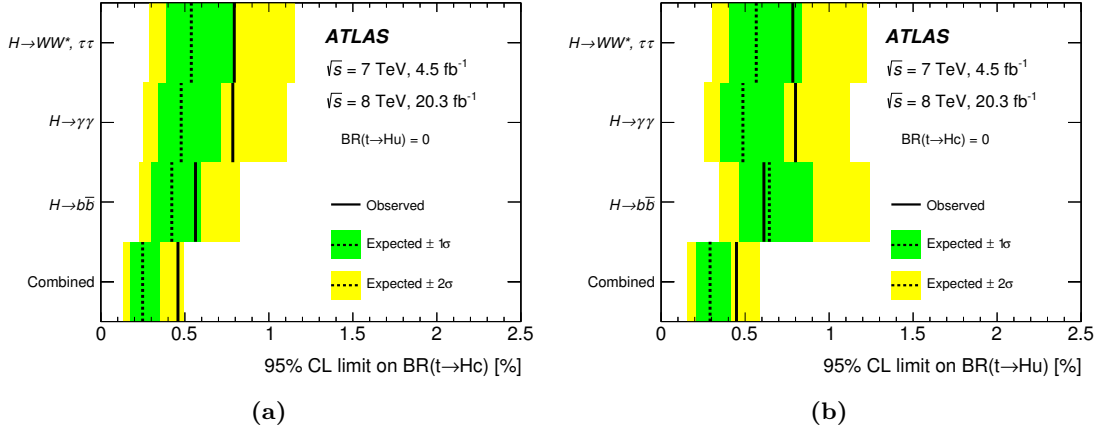 H→WW*, ττ
H→γγ
H→bb̅
Combined
ATLAS
√s = 7 TeV, 4.5 fb⁻¹
√s = 8 TeV, 20.3 fb⁻¹
BR(t→Hu) = 0
Observed
Expected ± 1σ
Expected ± 2σ
0 0.5 1 1.5 2 2.5
95% CL limit on BR(t→Hc) [%]
(a)
H→WW*, ττ
H→γγ
H→bb̅
Combined
ATLAS
√s = 7 TeV, 4.5 fb⁻¹
√s = 8 TeV, 20.3 fb⁻¹
BR(t→Hc) = 0
Observed
Expected ± 1σ
Expected ± 2σ
0 0.5 1 1.5 2 2.5
95% CL limit on BR(t→Hu) [%]
(b)